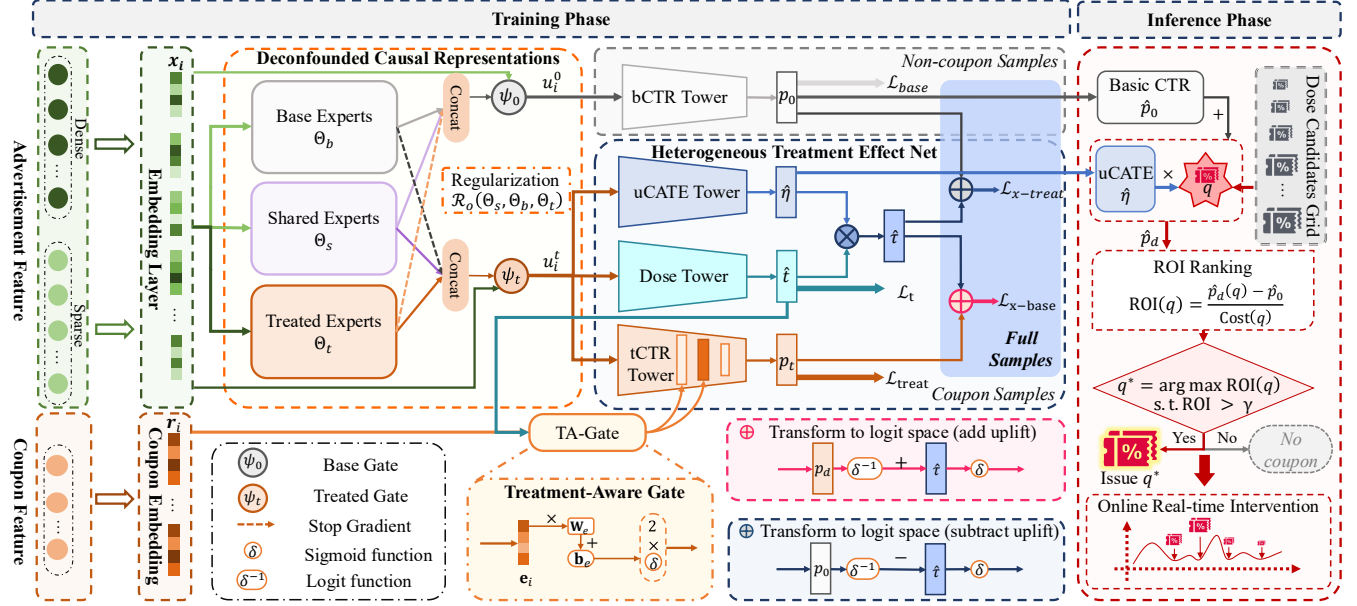 Training Phase
Inference Phase
Advertisement Feature
Dense
Sparse
x_i
Embedding Layer
Deconfounded Causal Representations
Base Experts
Θ_b
Shared Experts
Θ_s
Treated Experts
Θ_t
Concat
Concat
ψ_0
u_i^0
Regularization
ℛ_o(Θ_s, Θ_b, Θ_t)
ψ_t
u_i^t
Non-coupon Samples
bCTR Tower
p_0
ℒ_base
Heterogeneous Treatment Effect Net
uCATE Tower
η̂
Dose Tower
t̂
τ̂
tCTR
Tower
p_t
ℒ_x-treat
ℒ_t
ℒ_x-base
ℒ_treat
Full
Samples
Coupon Samples
Coupon Feature
r_i
Coupon Embedding
ψ_0
Base Gate
ψ_t
Treated Gate
Stop Gradient
δ
Sigmoid function
δ^{-1}
Logit function
TA-Gate
Treatment-Aware Gate
e_i
×
W_e
+
b_e
2
×
δ
⊕ Transform to logit space (add uplift)
p_d
δ^{-1}
+
τ̂
δ
⊕ Transform to logit space (subtract uplift)
p_0
δ^{-1}
−
τ̂
δ
Basic CTR
p̂_0
+
uCATE
η̂
×
%
q
Dose Candidates Grid
%
%
%
%
⋮
%
p̂_d
ROI Ranking
ROI(q) = (p̂_d(q) − p̂_0) / Cost(q)
q* = arg max ROI(q)
s. t. ROI > γ
Yes
No
%
Issue q*
No
coupon
Online Real-time Intervention